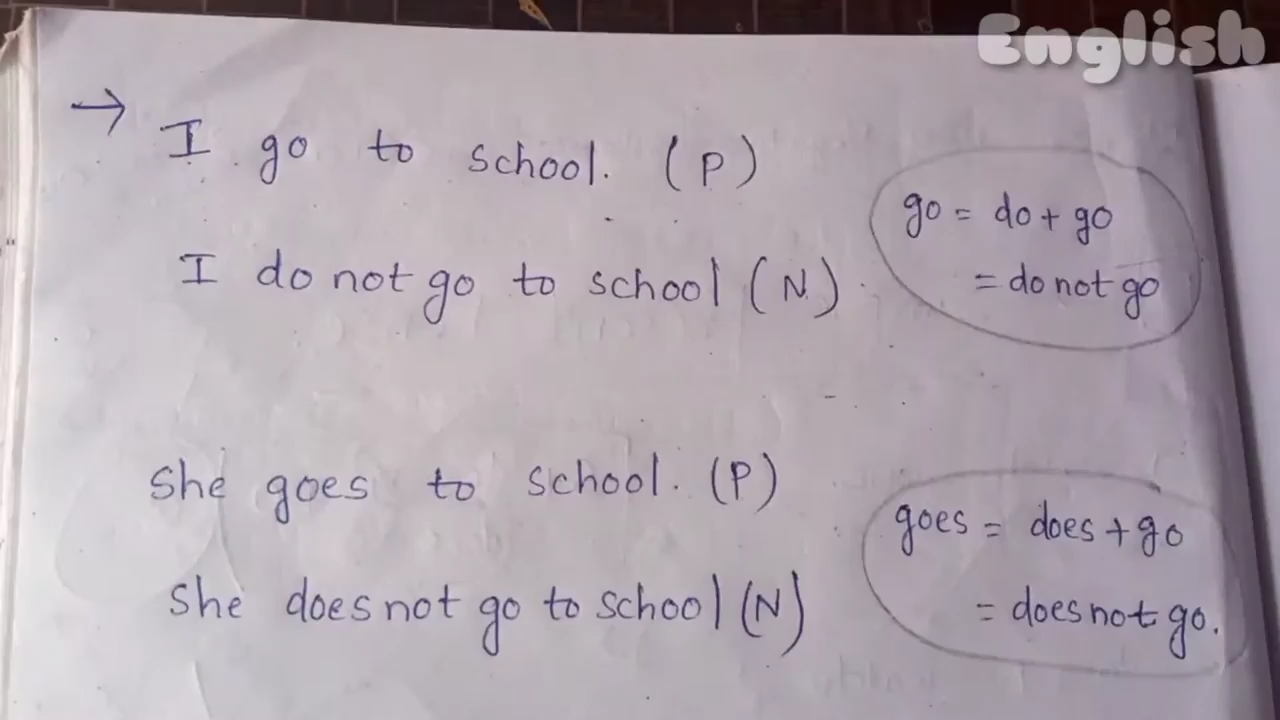 English
→ I go to school. (P)
go = do + go
I do not go to school (N)
= do not go
She goes to school. (P)
goes = does + go
She does not go to school (N)
= does not go.